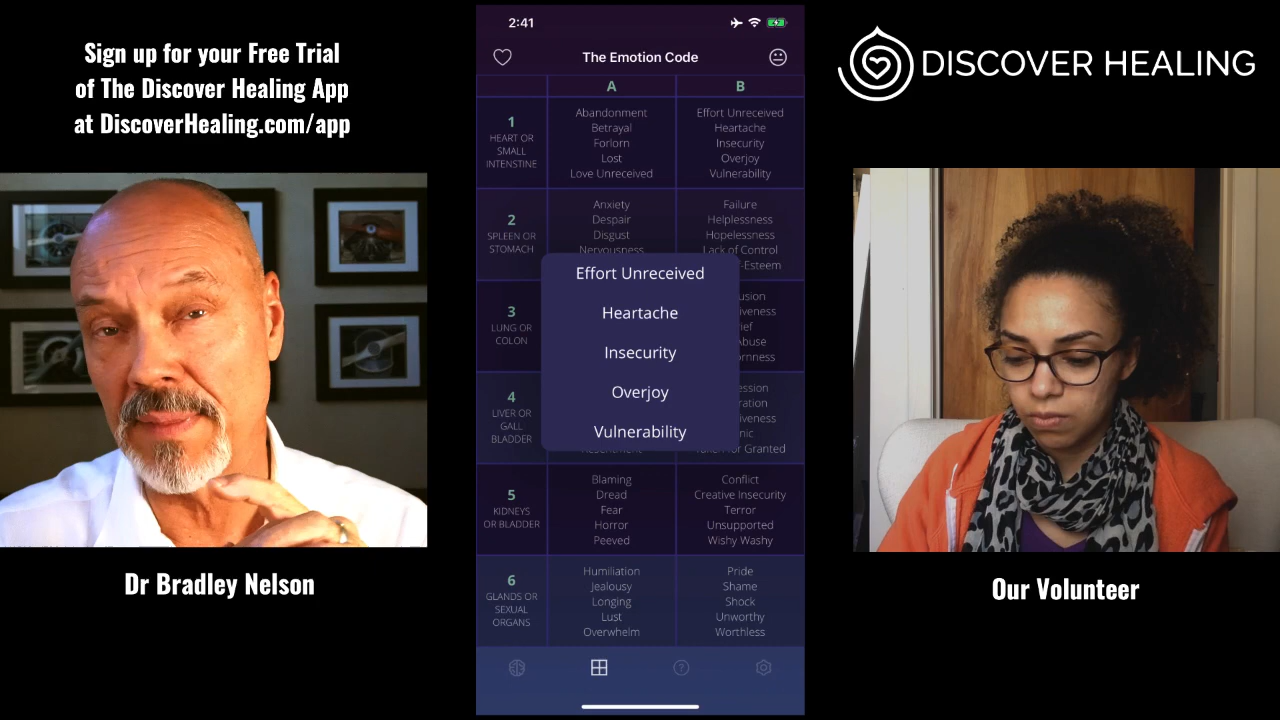 Sign up for your Free Trial
of The Discover Healing App
at DiscoverHealing.com/app
Dr Bradley Nelson
2:41
The Emotion Code
A
B
1
HEART OR
SMALL
INTENSTINE
Abandonment
Betrayal
Forlorn
Lost
Love Unreceived
Effort Unreceived
Heartache
Insecurity
Overjoy
Vulnerability
2
SPLEEN OR
STOMACH
Anxiety
Despair
Disgust
Nervousness
Failure
Helplessness
Hopelessness
Lack of Control
-Esteem
Effort Unreceived
Heartache
Insecurity
Overjoy
Vulnerability
3
LUNG OR
COLON
4
LIVER OR
GALL
BLADDER
for Granted
5
KIDNEYS
OR BLADDER
Blaming
Dread
Fear
Horror
Peeved
Conflict
Creative Insecurity
Terror
Unsupported
Wishy Washy
6
GLANDS OR
SEXUAL
ORGANS
Humiliation
Jealousy
Longing
Lust
Overwhelm
Pride
Shame
Shock
Unworthy
Worthless
DISCOVER HEALING
Our Volunteer